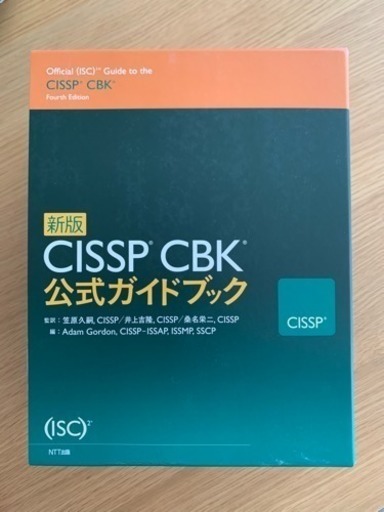 Official (ISC)²® Guide to the
CISSP® CBK®
Fourth Edition
新版
CISSP® CBK®
公式ガイドブック
監訳：笠原久嗣, CISSP／井上吉隆, CISSP／桑名栄二, CISSP
編：Adam Gordon, CISSP-ISSAP, ISSMP, SSCP
CISSP®
(ISC)²
NTT出版